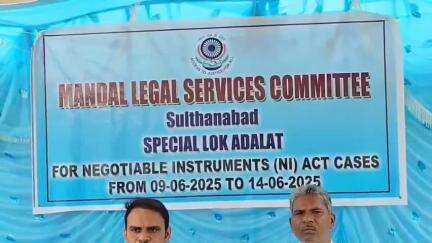 MANDAL LEGAL SERVICES COMMITTEE
Sulthanabad
SPECIAL LOK ADALAT
FOR NEGOTIABLE INSTRUMENTS (NI) ACT CASES
FROM 09-06-2025 TO 14-06-2025